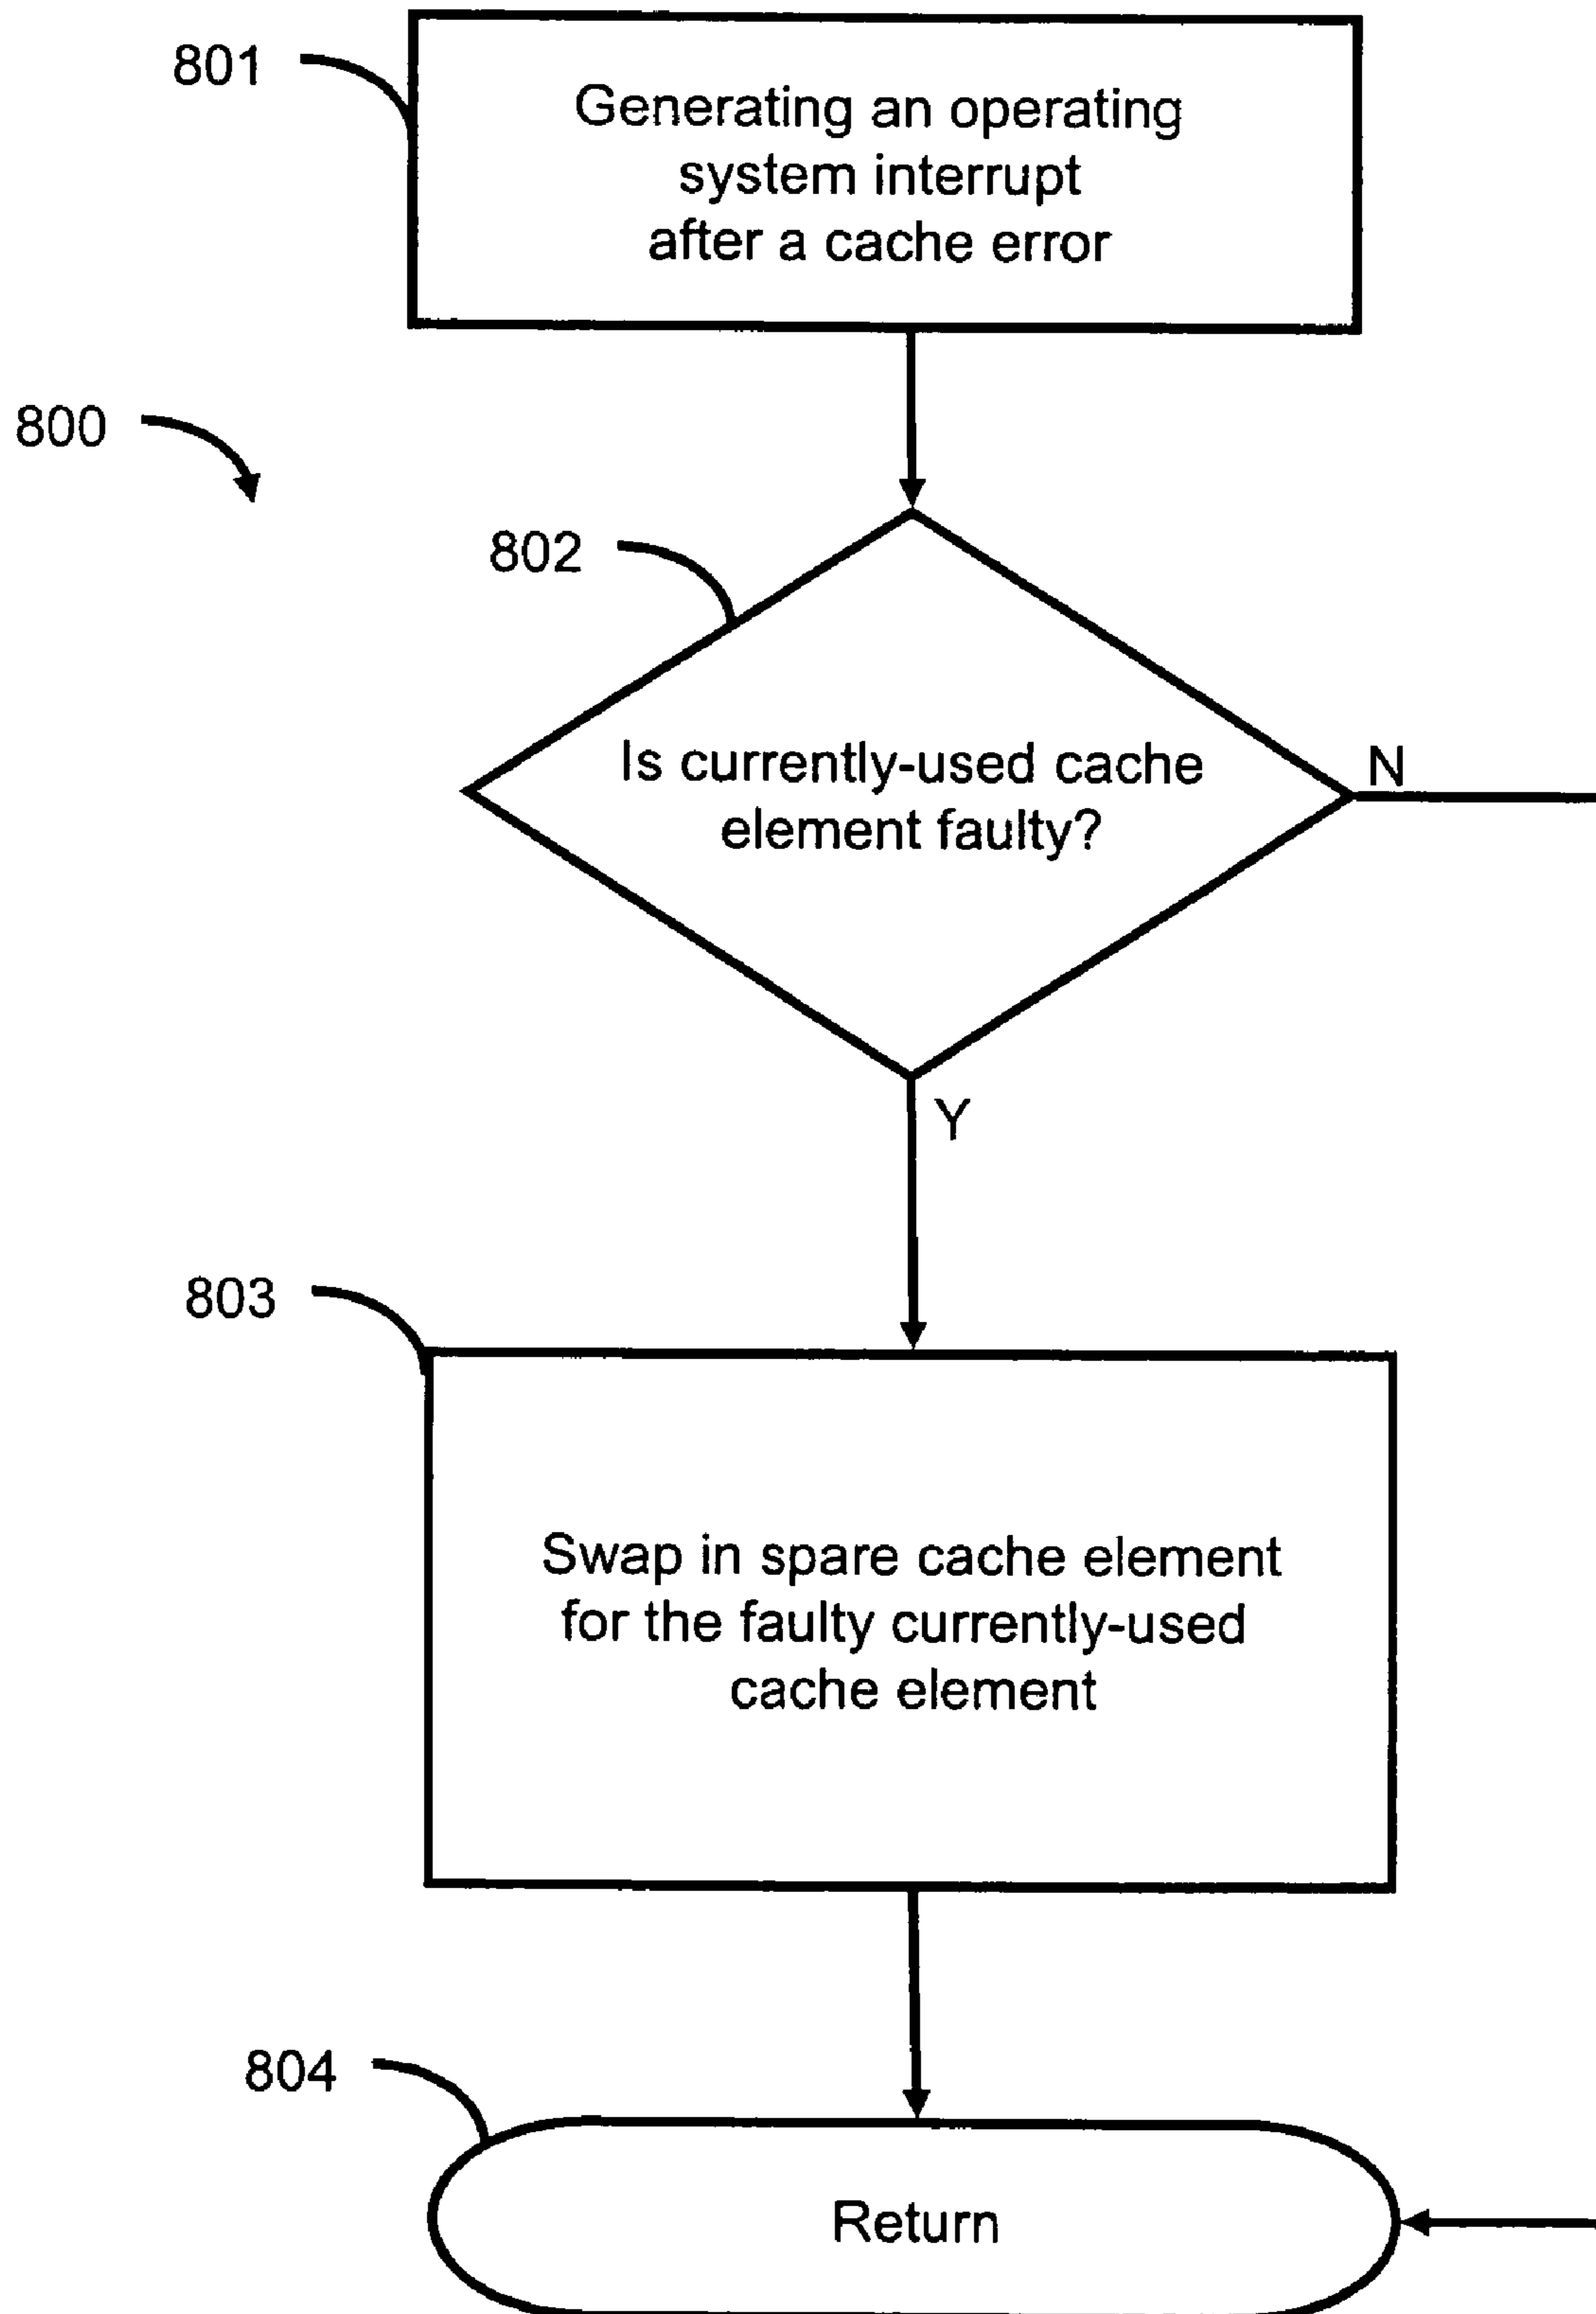 801
Generating an operating
system interrupt
after a cache error
800
802
Is currently-used cache
element faulty?
N
Y
803
Swap in spare cache element
for the faulty currently-used
cache element
804
Return